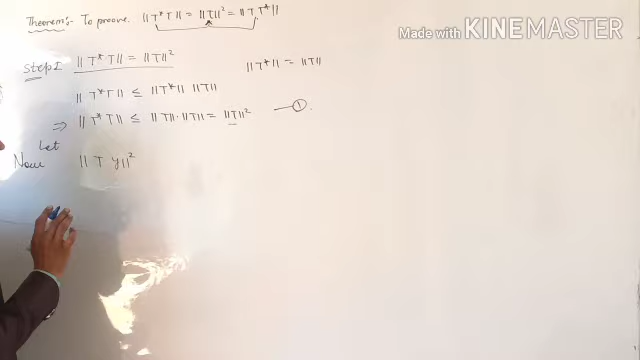 Made with KINEMASTER
Theorem:- To prove. ||T* T|| = ||T||² = ||T T*||
Step I ||T* T|| = ||T||²
||T*|| = ||T||
||T* T|| ≤ ||T*|| ||T||
⇒ ||T* T|| ≤ ||T||·||T|| = ||T||² — ①.
Let
Now ||T y||²